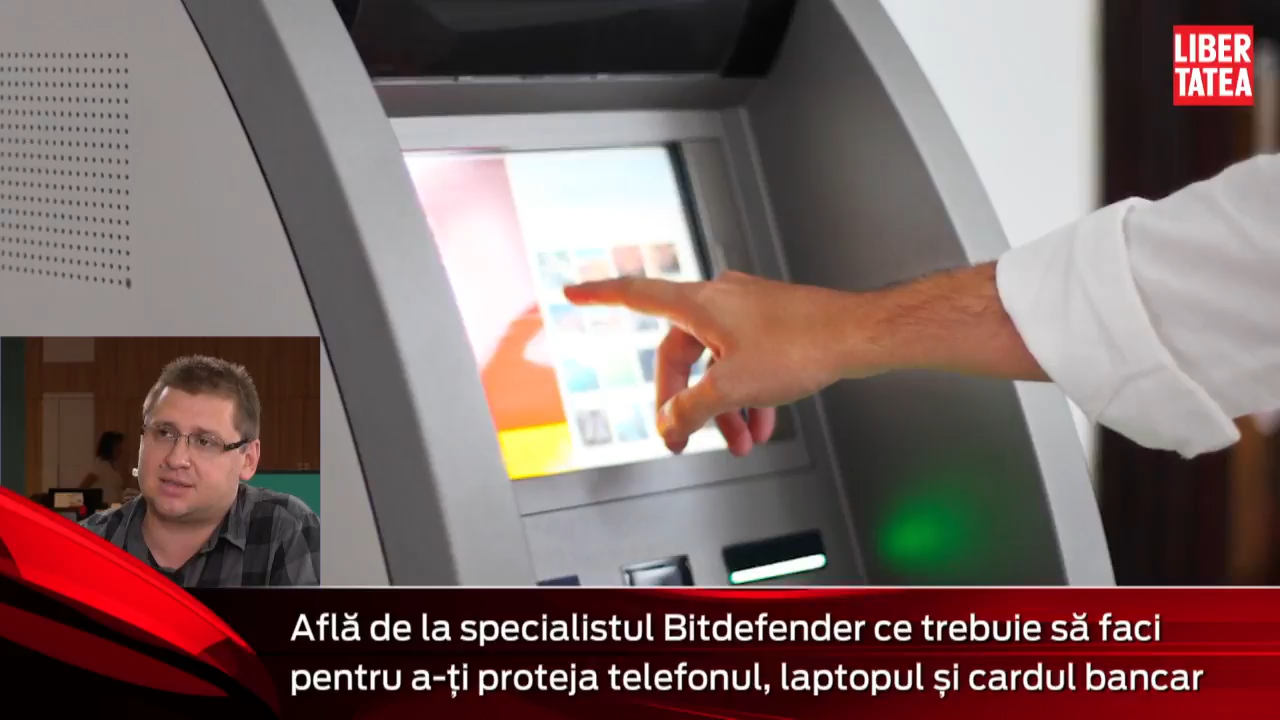 LIBER
TATEA
Află de la specialistul Bitdefender ce trebuie să faci
pentru a-ți proteja telefonul, laptopul și cardul bancar